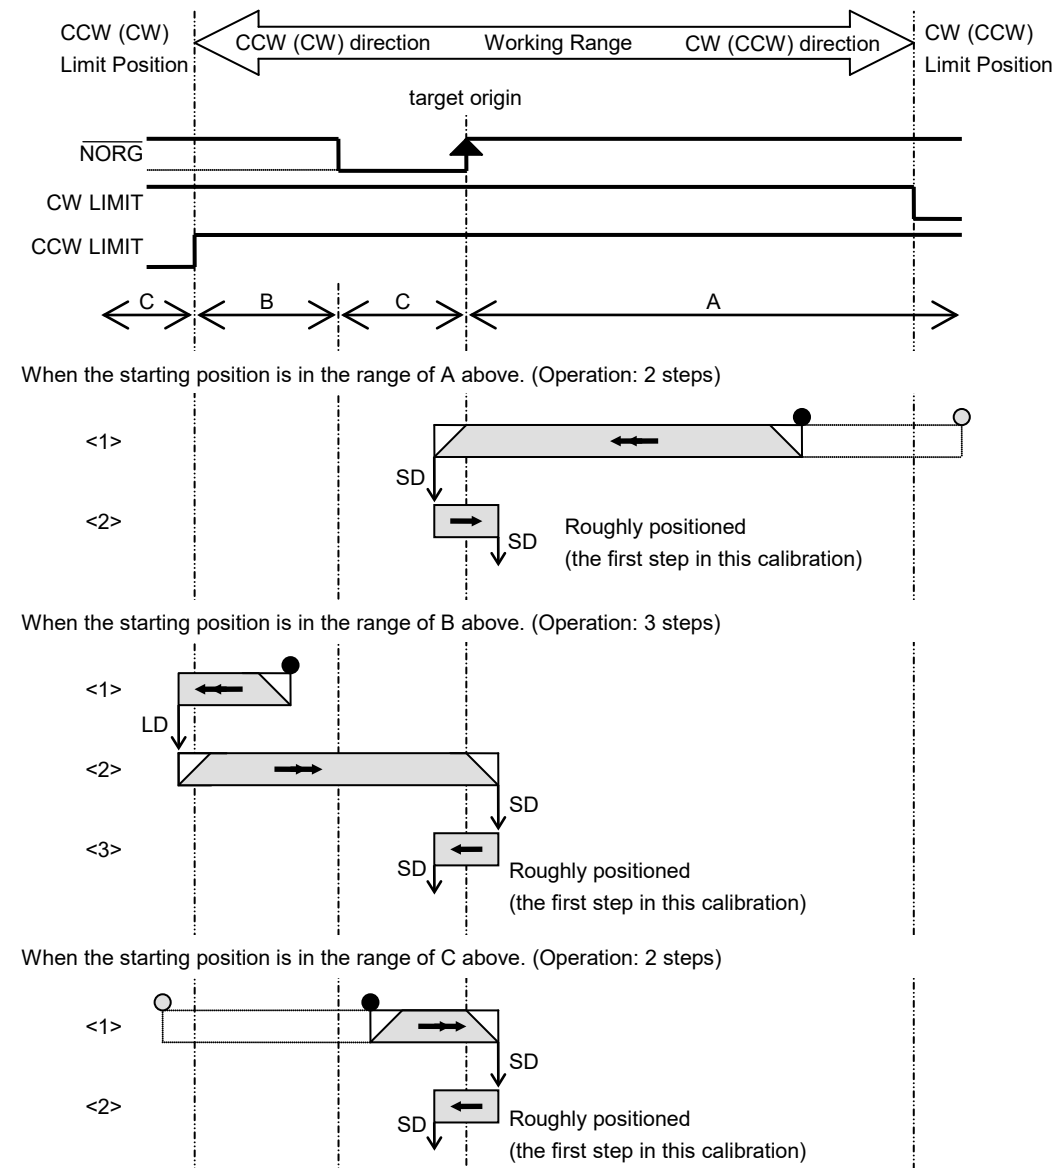 CCW (CW)
Limit Position
CCW (CW) direction
Working Range
CW (CCW) direction
CW (CCW)
Limit Position
target origin
NORG
CW LIMIT
CCW LIMIT
C
B
C
A
When the starting position is in the range of A above. (Operation: 2 steps)
<1>
SD
<2>
SD
Roughly positioned
(the first step in this calibration)
When the starting position is in the range of B above. (Operation: 3 steps)
<1>
LD
<2>
SD
<3>
SD
Roughly positioned
(the first step in this calibration)
When the starting position is in the range of C above. (Operation: 2 steps)
<1>
SD
<2>
SD
Roughly positioned
(the first step in this calibration)